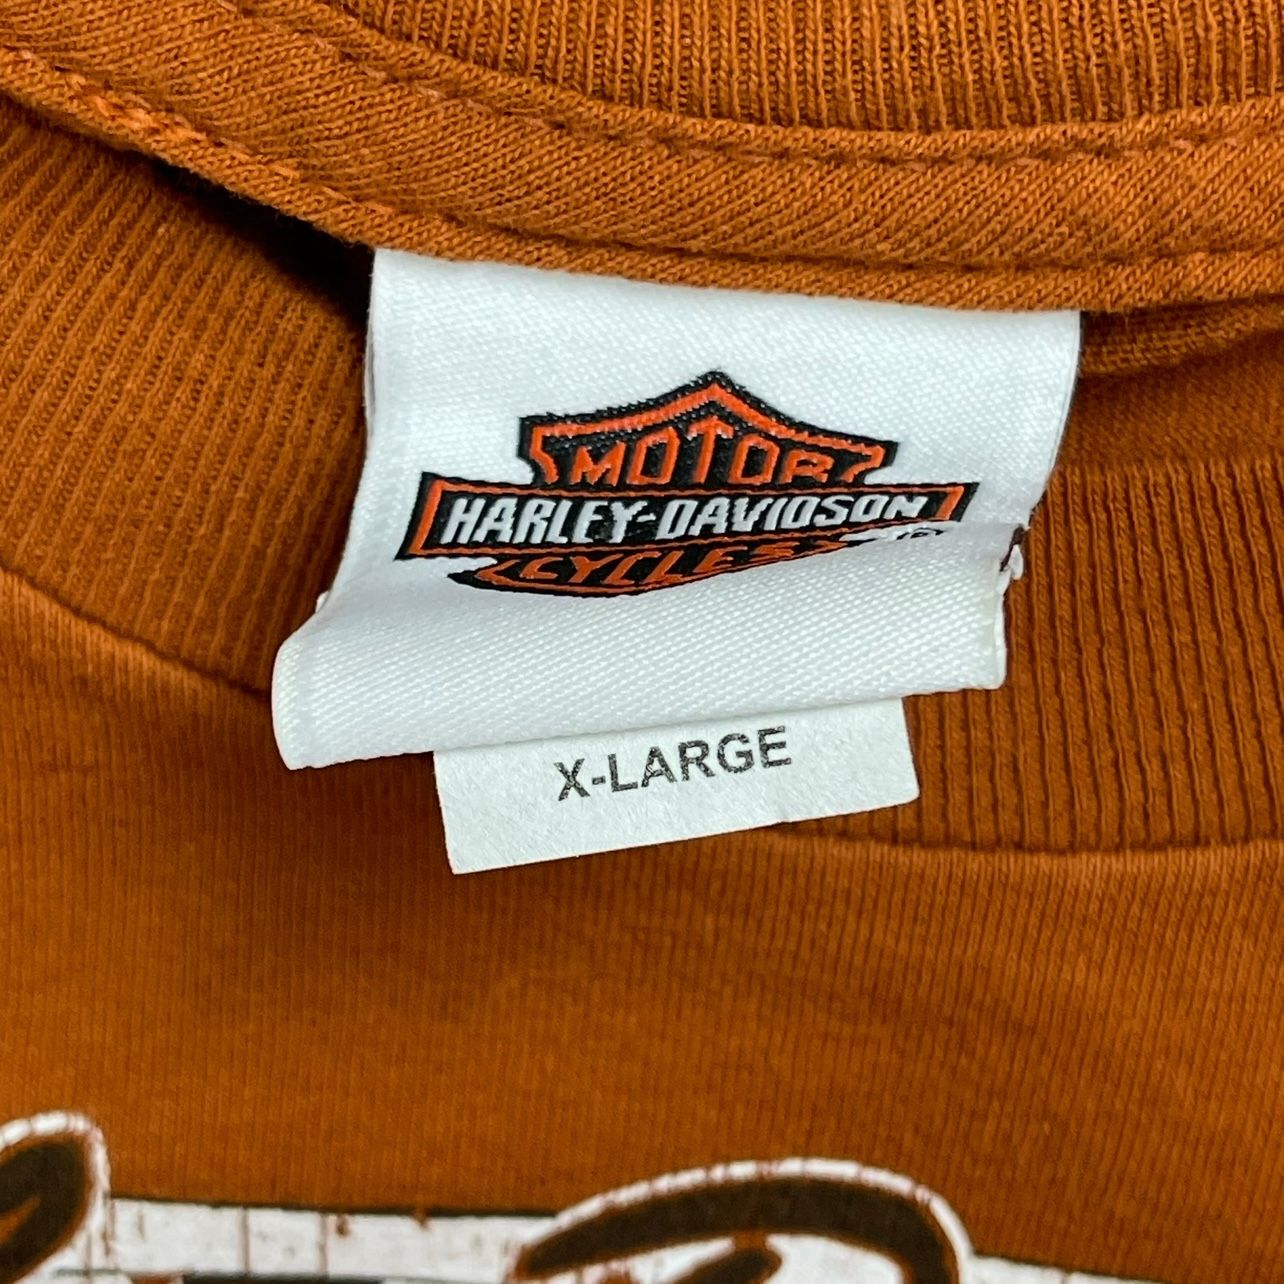 MOTOR
HARLEY-DAVIDSON
CYCLES
®
X-LARGE